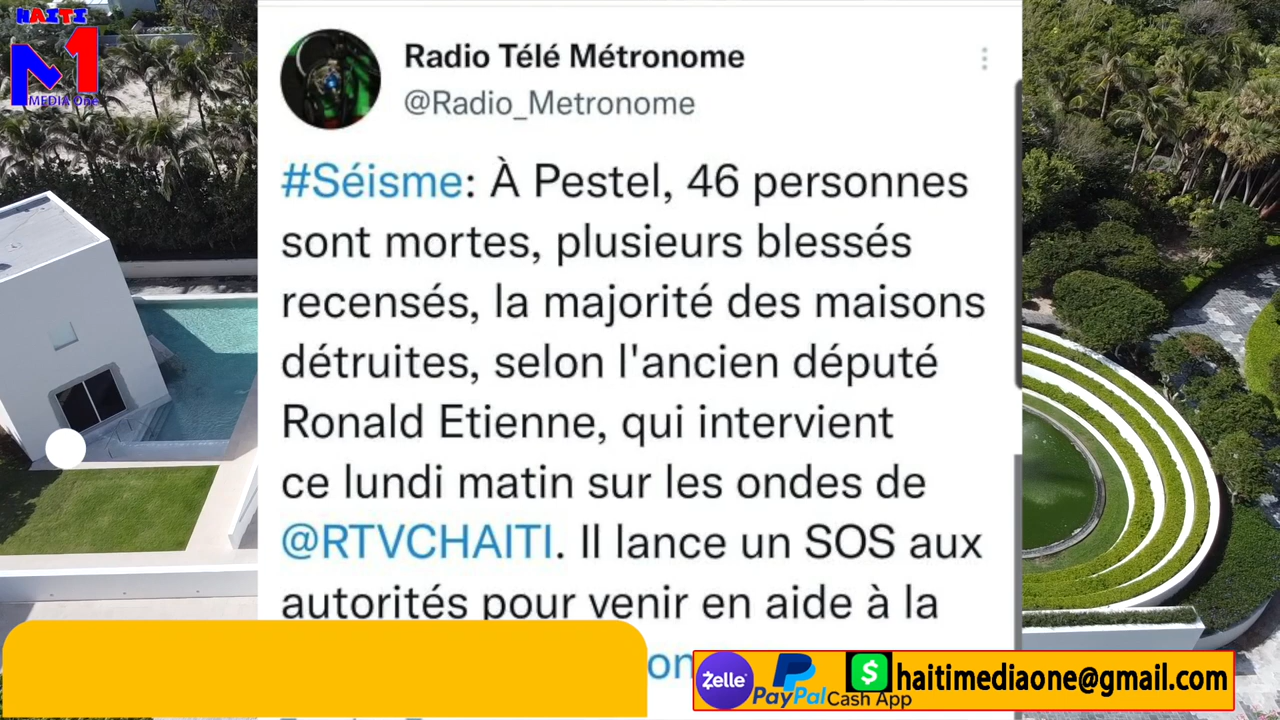 HAITI
M1
MEDIA One
Radio Télé Métronome
@Radio_Metronome
#Séisme: À Pestel, 46 personnes
sont mortes, plusieurs blessés
recensés, la majorité des maisons
détruites, selon l'ancien député
Ronald Etienne, qui intervient
ce lundi matin sur les ondes de
@RTVCHAITI. Il lance un SOS aux
autorités pour venir en aide à la
Zelle
PayPal
$
Cash App
haitimediaone@gmail.com